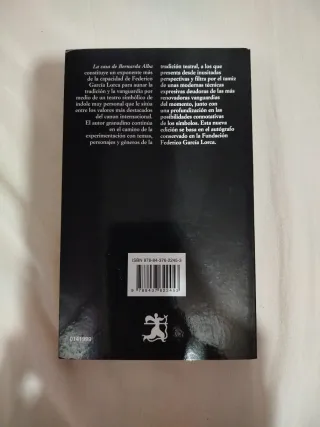 La casa de Bernarda Alba
constituye un exponente más
de la capacidad de Federico
García Lorca para aunar la
tradición y la vanguardia por
medio de un teatro simbólico de
índole muy personal que le sitúa
entre los valores más destacados
del canon internacional.
El autor granadino continúa
en el camino de la
experimentación con temas,
personajes y géneros de la
tradición teatral, a los que
presenta desde inusitadas
perspectivas y filtra por el tamiz
de unas modernas técnicas
expresivas deudoras de las más
renovadoras vanguardias
del momento, junto con
una profundización en las
posibilidades connotativas
de los símbolos. Esta nueva
edición se basa en el autógrafo
conservado en la Fundación
Federico García Lorca.